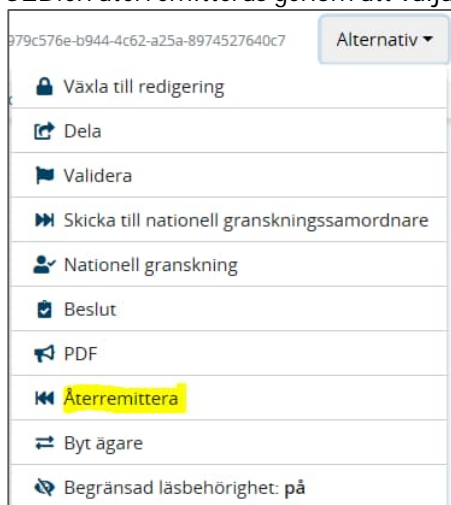 979c576e-b944-4c62-a25a-8974527640c7
Alternativ
Växla till redigering
Dela
Validera
Skicka till nationell granskningssamordnare
Nationell granskning
Beslut
PDF
Återremittera
Byt ägare
Begränsad läsbehörighet: på